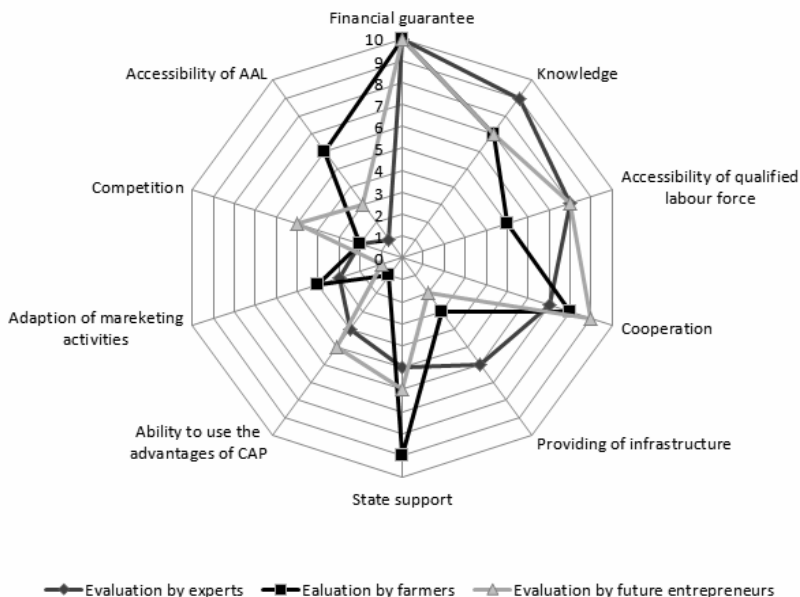 Financial guarantee
10
9
8
7
6
5
4
3
2
1
0
Knowledge
Accessibility of qualified
labour force
Cooperation
Providing of infrastructure
State support
Ability to use the
advantages of CAP
Adaption of mareketing
activities
Competition
Accessibility of AAL
Evaluation by experts
Ealuation by farmers
Evaluation by future entrepreneurs